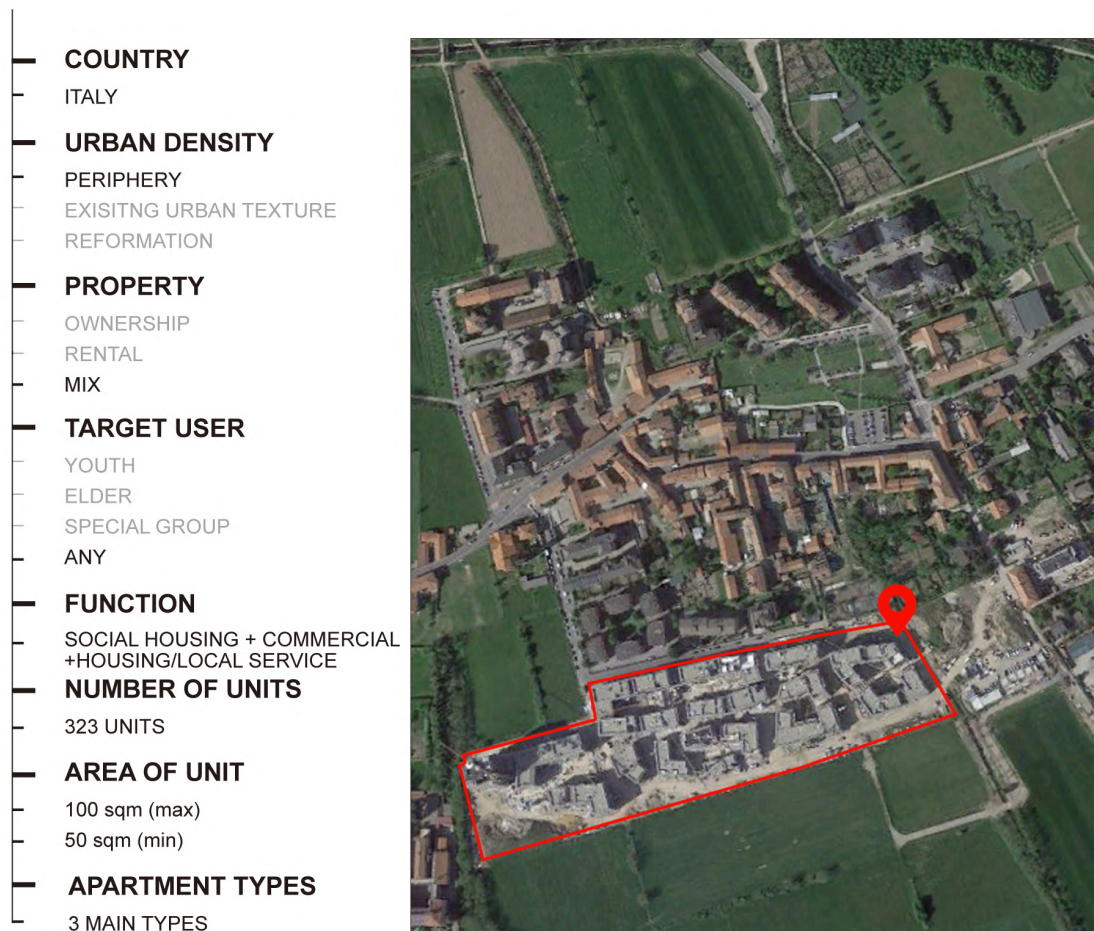 COUNTRY
ITALY
URBAN DENSITY
PERIPHERY
EXISITNG URBAN TEXTURE
REFORMATION
PROPERTY
OWNERSHIP
RENTAL
MIX
TARGET USER
YOUTH
ELDER
SPECIAL GROUP
ANY
FUNCTION
SOCIAL HOUSING + COMMERCIAL
+HOUSING/LOCAL SERVICE
NUMBER OF UNITS
323 UNITS
AREA OF UNIT
100 sqm (max)
50 sqm (min)
APARTMENT TYPES
3 MAIN TYPES